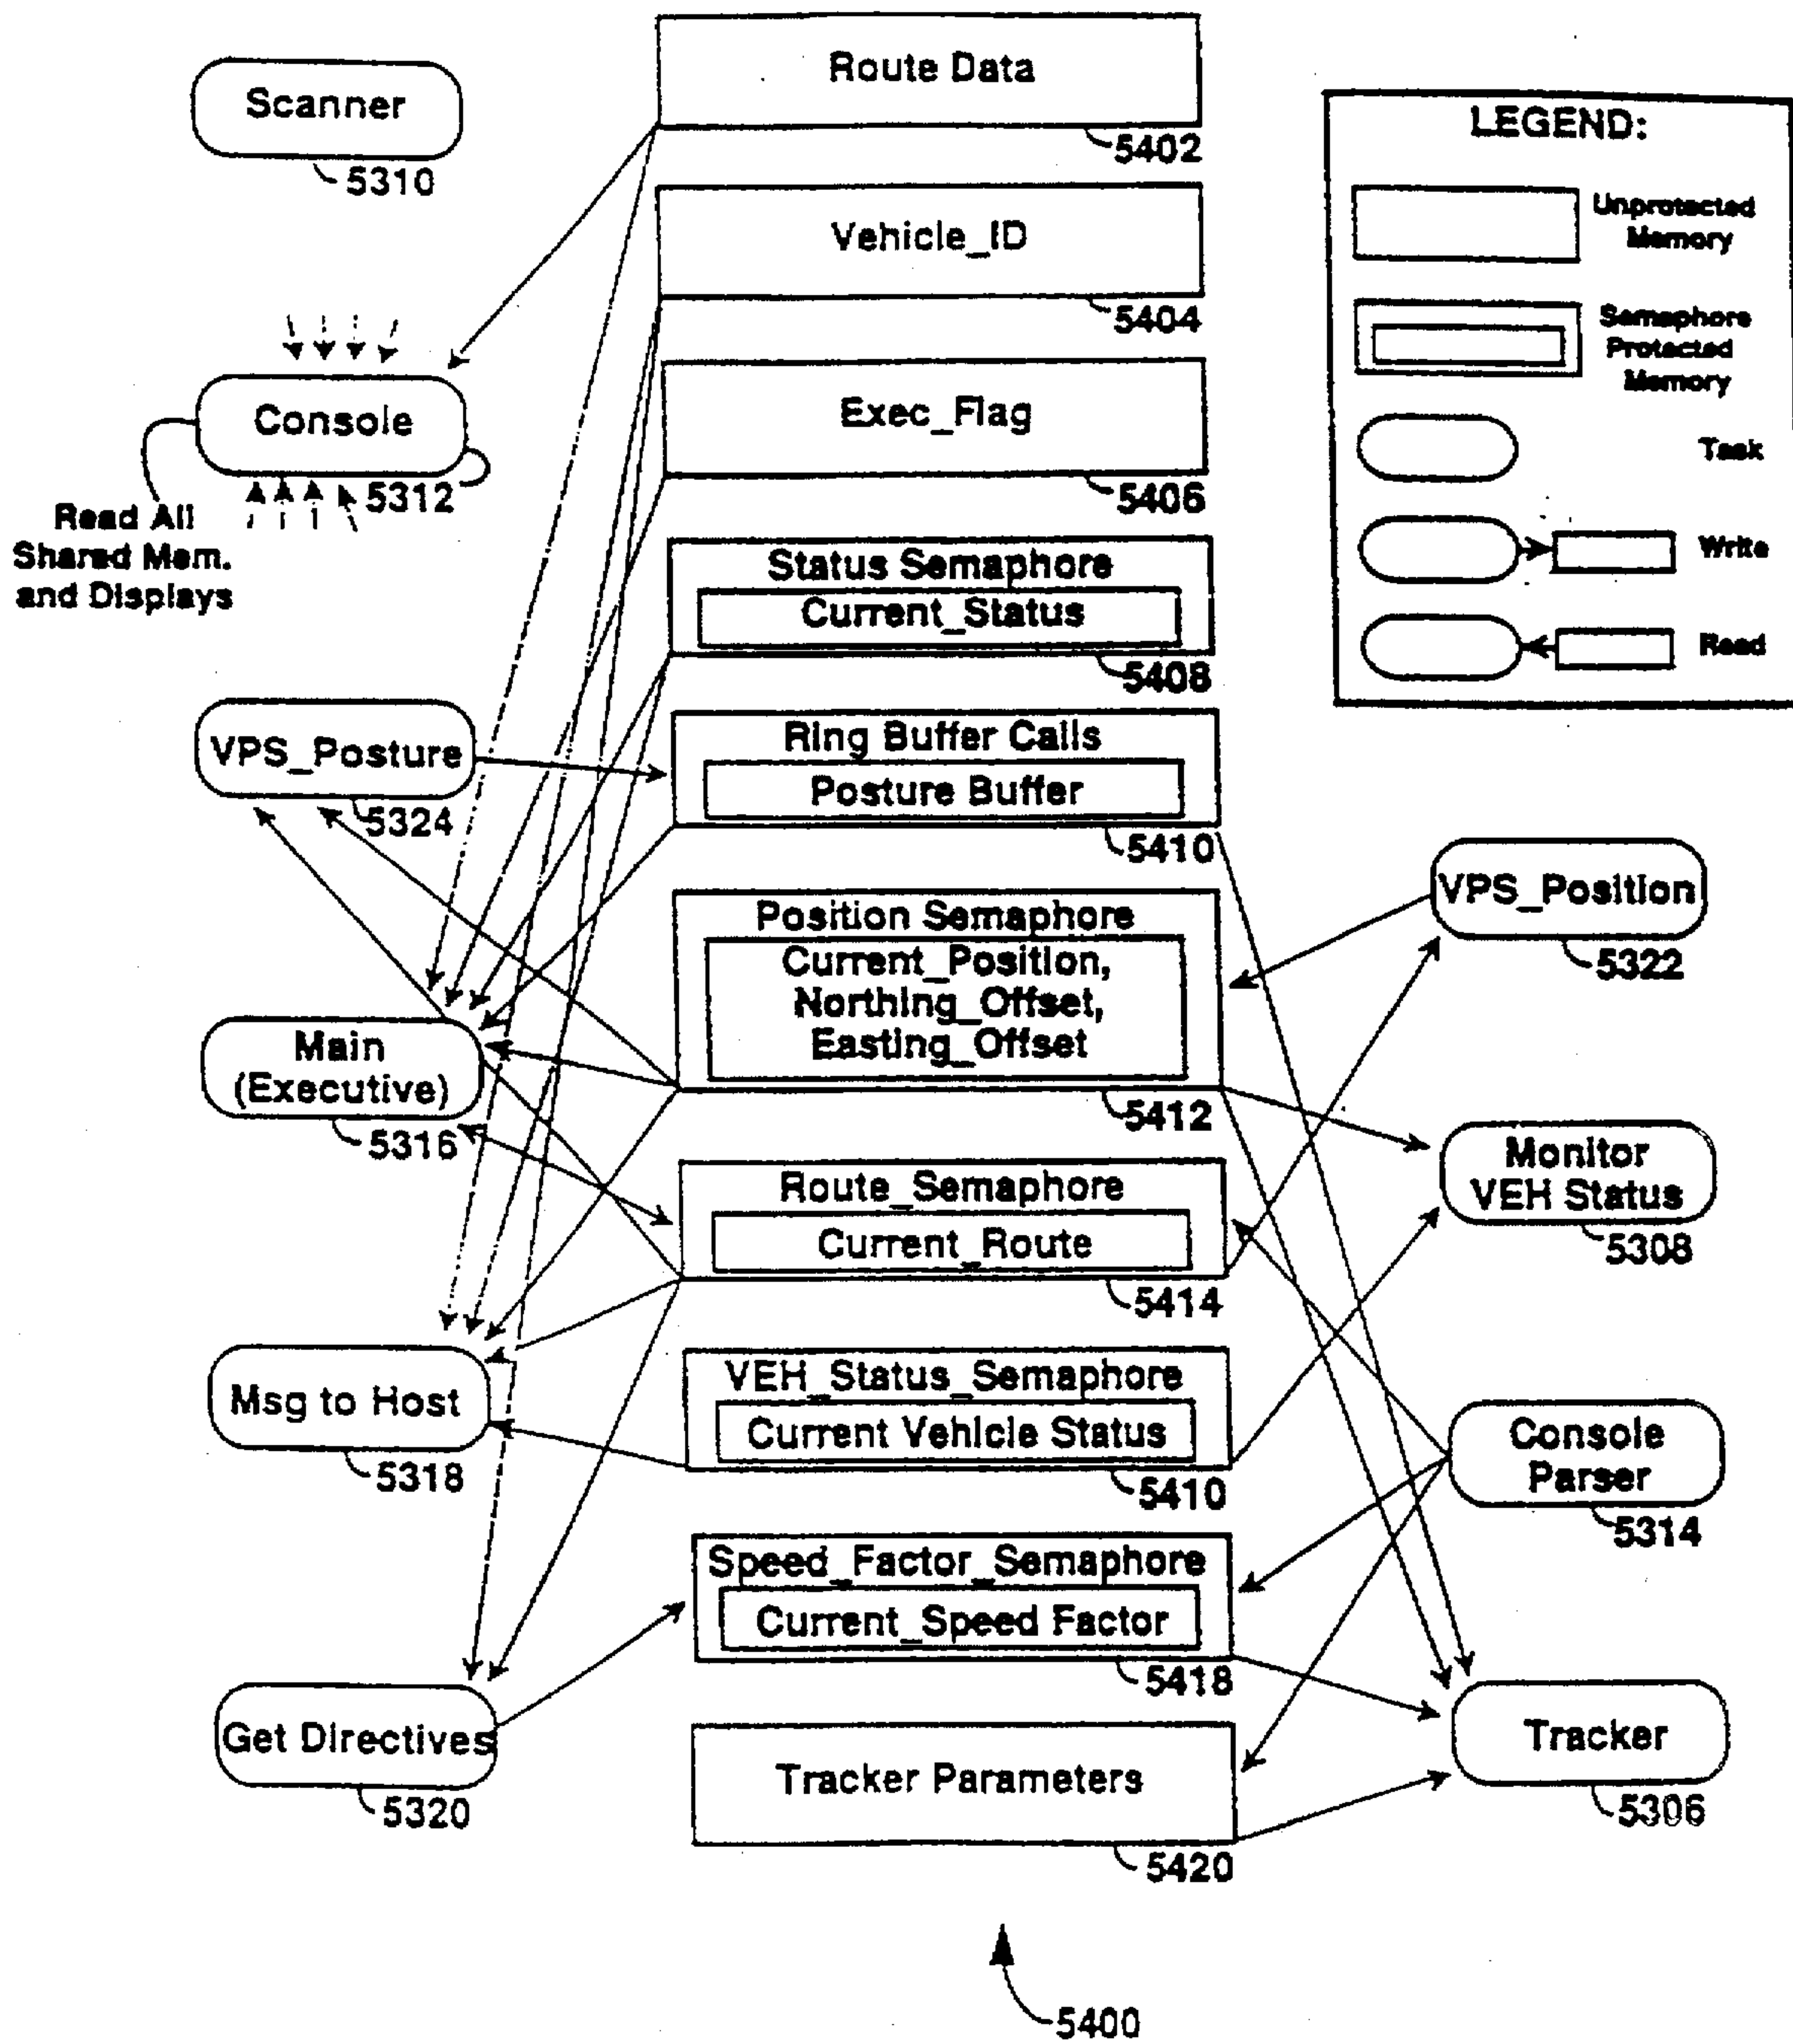 Route Data
5402
Scanner
5310
LEGEND:
Unprotected
Memory
Semaphore
Protected
Memory
Task
Write
Read
Vehicle_ID
5404
Console
5312
Read All
Shared Mem.
and Displays
Exec_Flag
5406
Status Semaphore
Current_Status
5408
VPS_Posture
5324
Ring Buffer Calls
Posture Buffer
5410
Position Semaphore
Current_Position,
Northing_Offset,
Easting_Offset
5412
VPS_Position
5322
Main
(Executive)
5316
Monitor
VEH Status
5308
Route_Semaphore
Current_Route
5414
Msg to Host
5318
VEH_Status_Semaphore
Current Vehicle Status
5410
Console
Parser
5314
Speed_Factor_Semaphore
Current_Speed Factor
5418
Get Directives
5320
Tracker Parameters
5420
Tracker
5306
5400